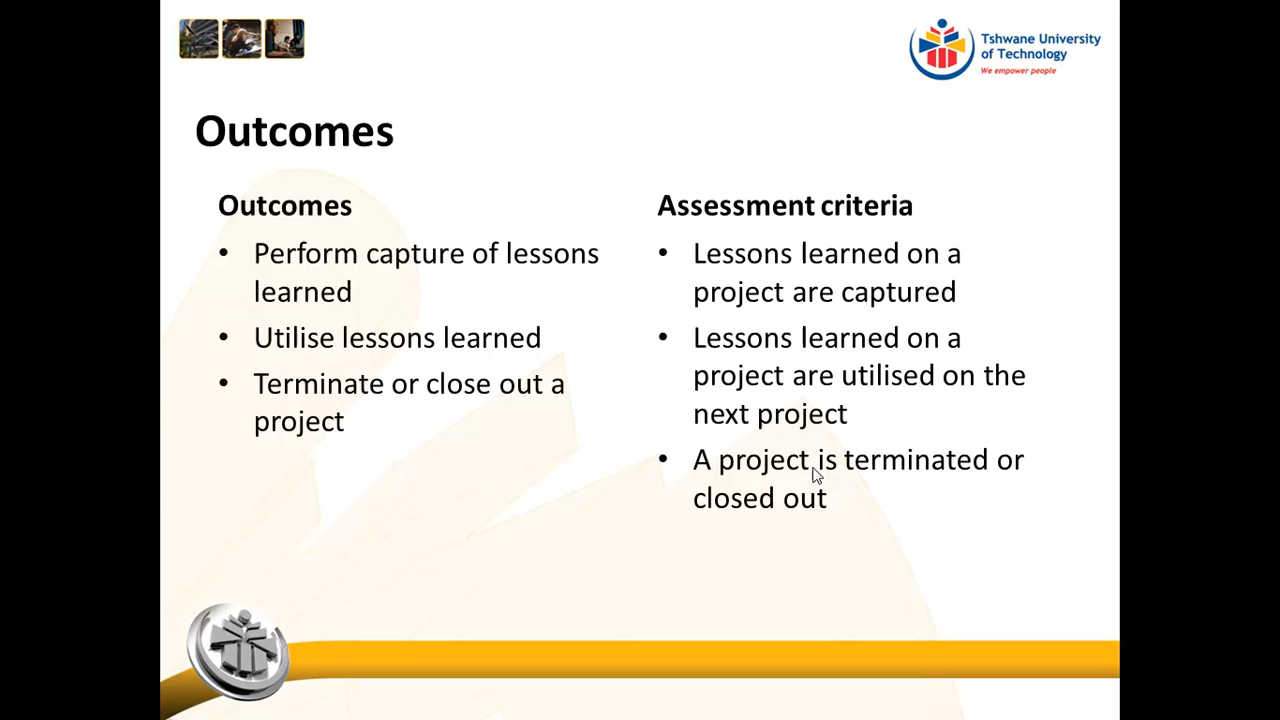 Tshwane University
of Technology
We empower people
Outcomes
Outcomes
• Perform capture of lessons
learned
• Utilise lessons learned
• Terminate or close out a
project
Assessment criteria
• Lessons learned on a
project are captured
• Lessons learned on a
project are utilised on the
next project
• A project is terminated or
closed out